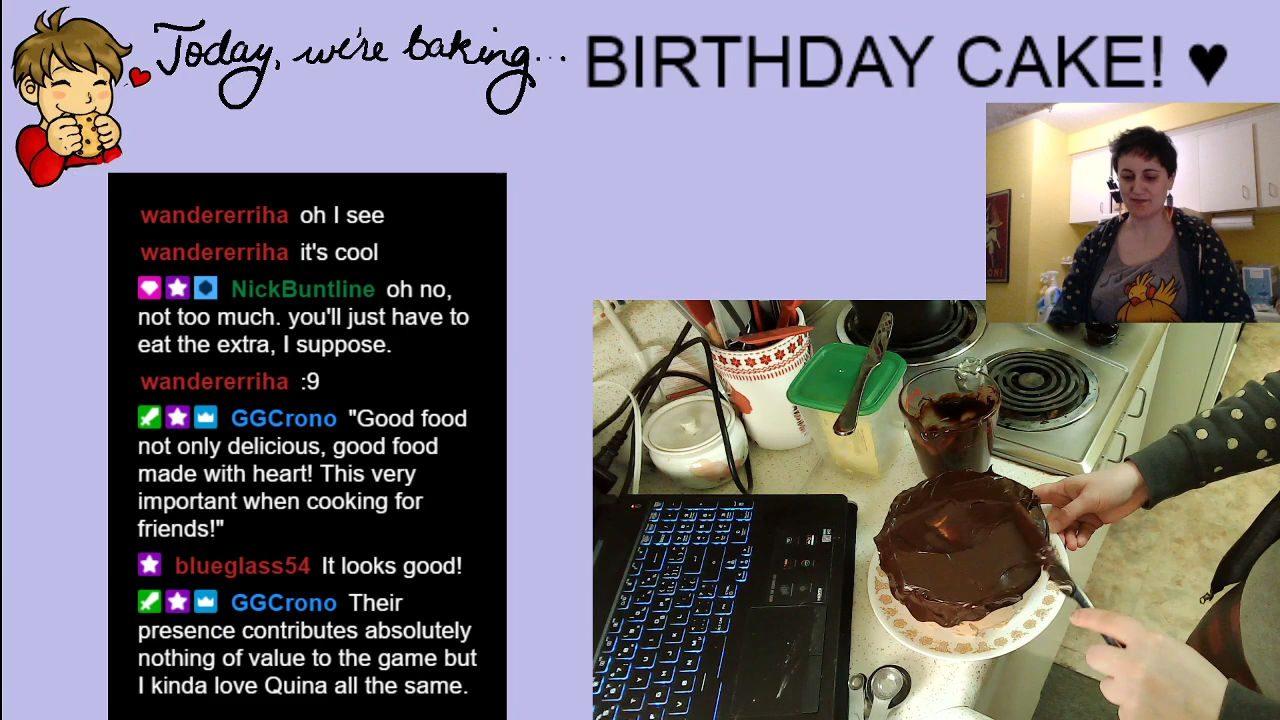 Today, we're baking... BIRTHDAY CAKE! ♥
wandererriha oh I see
wandererriha it's cool
NickBuntline oh no,
not too much. you'll just have to
eat the extra, I suppose.
wandererriha :9
GGCrono "Good food
not only delicious, good food
made with heart! This very
important when cooking for
friends!"
blueglass54 It looks good!
GGCrono Their
presence contributes absolutely
nothing of value to the game but
I kinda love Quina all the same.